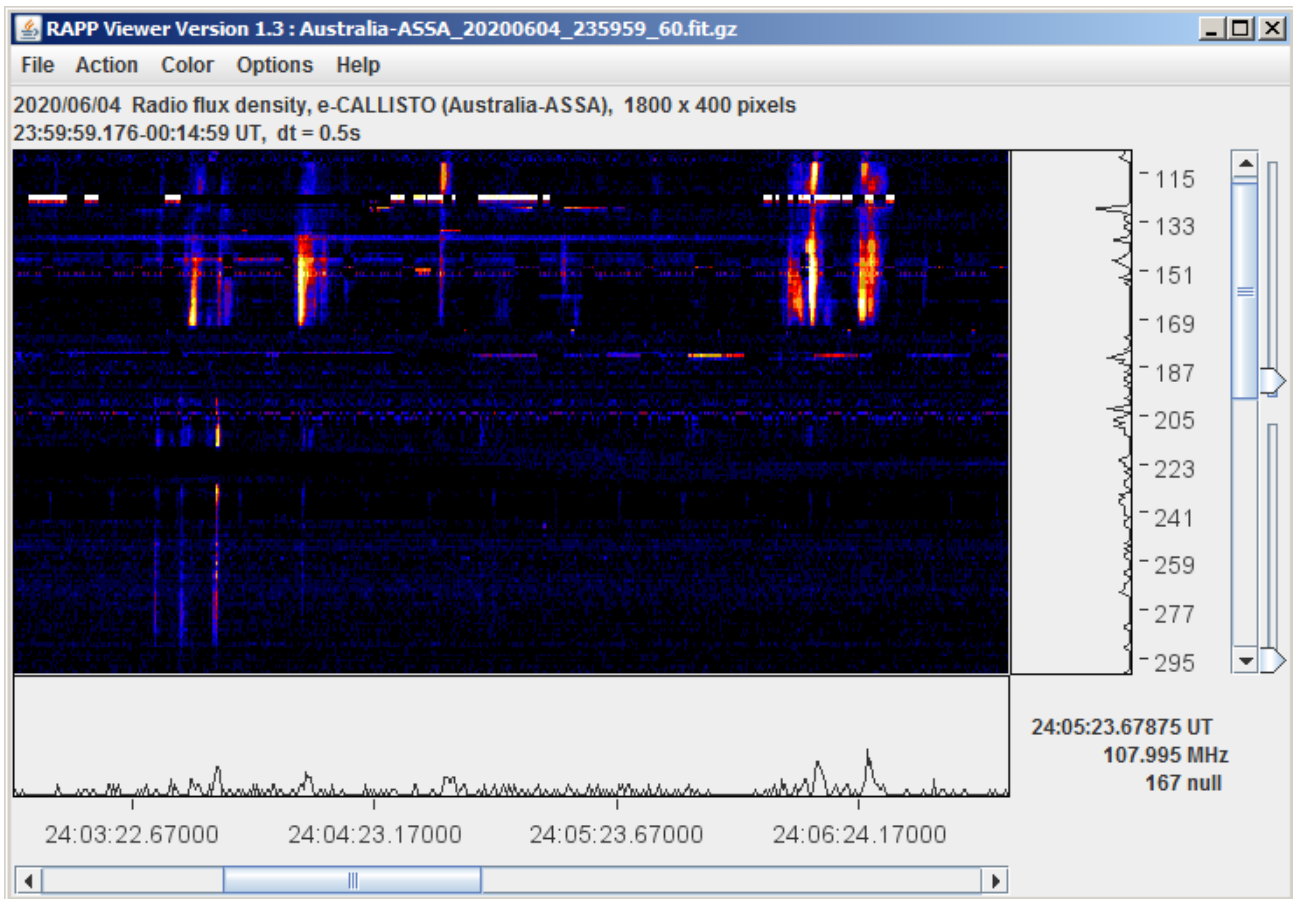 RAPP Viewer Version 1.3 : Australia-ASSA_20200604_235959_60.fit.gz
File Action Color Options Help
2020/06/04 Radio flux density, e-CALLISTO (Australia-ASSA), 1800 x 400 pixels
23:59:59.176-00:14:59 UT, dt = 0.5s
115
133
151
169
187
205
223
241
259
277
295
24:05:23.67875 UT
107.995 MHz
167 null
24:03:22.67000 24:04:23.17000 24:05:23.67000 24:06:24.17000